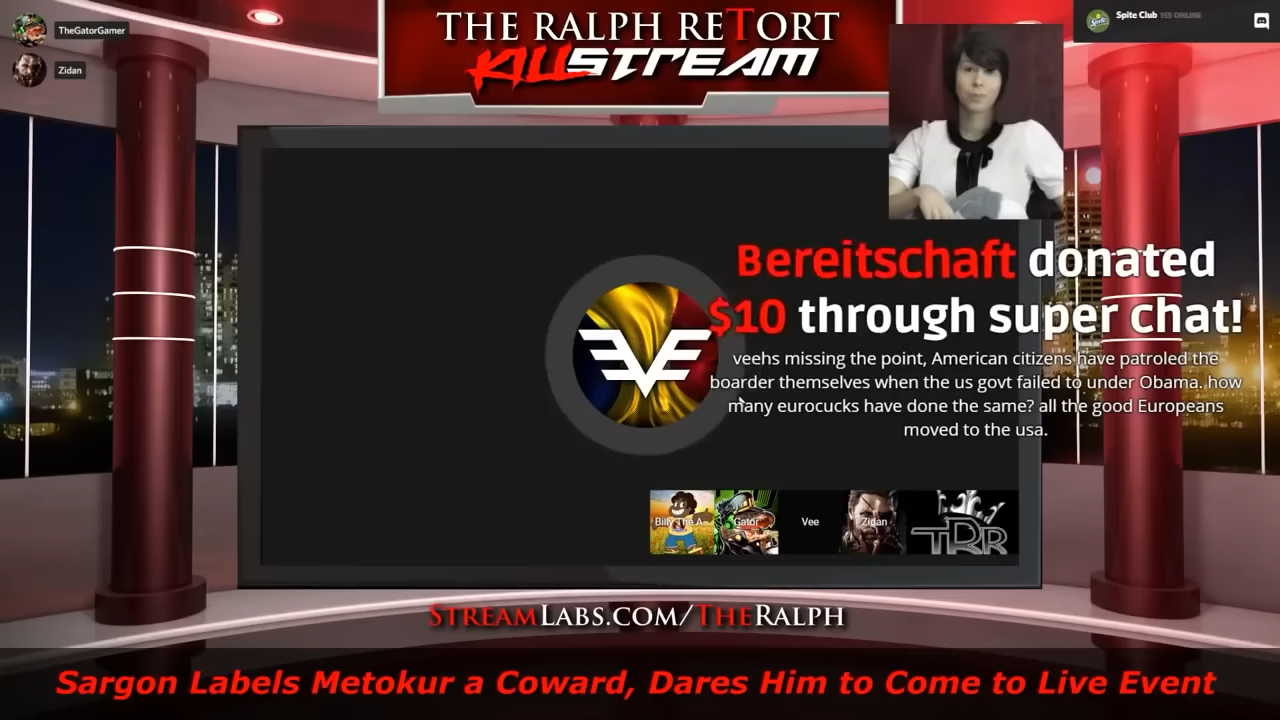 TheGatorGamer
Zidan
THE RALPH RETORT
KILLSTREAM
Spite Club 155 ONLINE
Spite
Bereitschaft donated
$10 through super chat!
veehs missing the point, American citizens have patroled the
boarder themselves when the us govt failed to under Obama. how
many eurocucks have done the same? all the good Europeans
moved to the usa.
Billy The A...
Gator
Vee
Zidan
TRR
STREAMLABS.COM/THERALPH
Sargon Labels Metokur a Coward, Dares Him to Come to Live Event